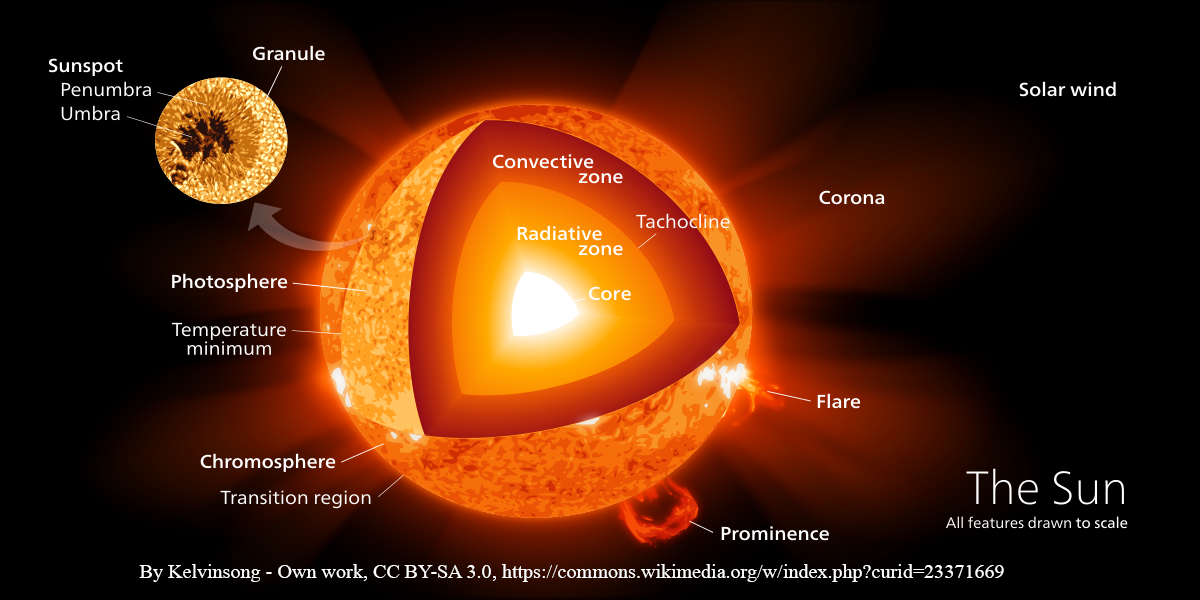 Granule
Sunspot
Penumbra
Umbra
Solar wind
Convective
zone
Corona
Tachocline
Radiative
zone
Photosphere
Core
Temperature
minimum
Flare
Chromosphere
Transition region
The Sun
All features drawn to scale
Prominence
By Kelvinsong - Own work, CC BY-SA 3.0, https://commons.wikimedia.org/w/index.php?curid=23371669